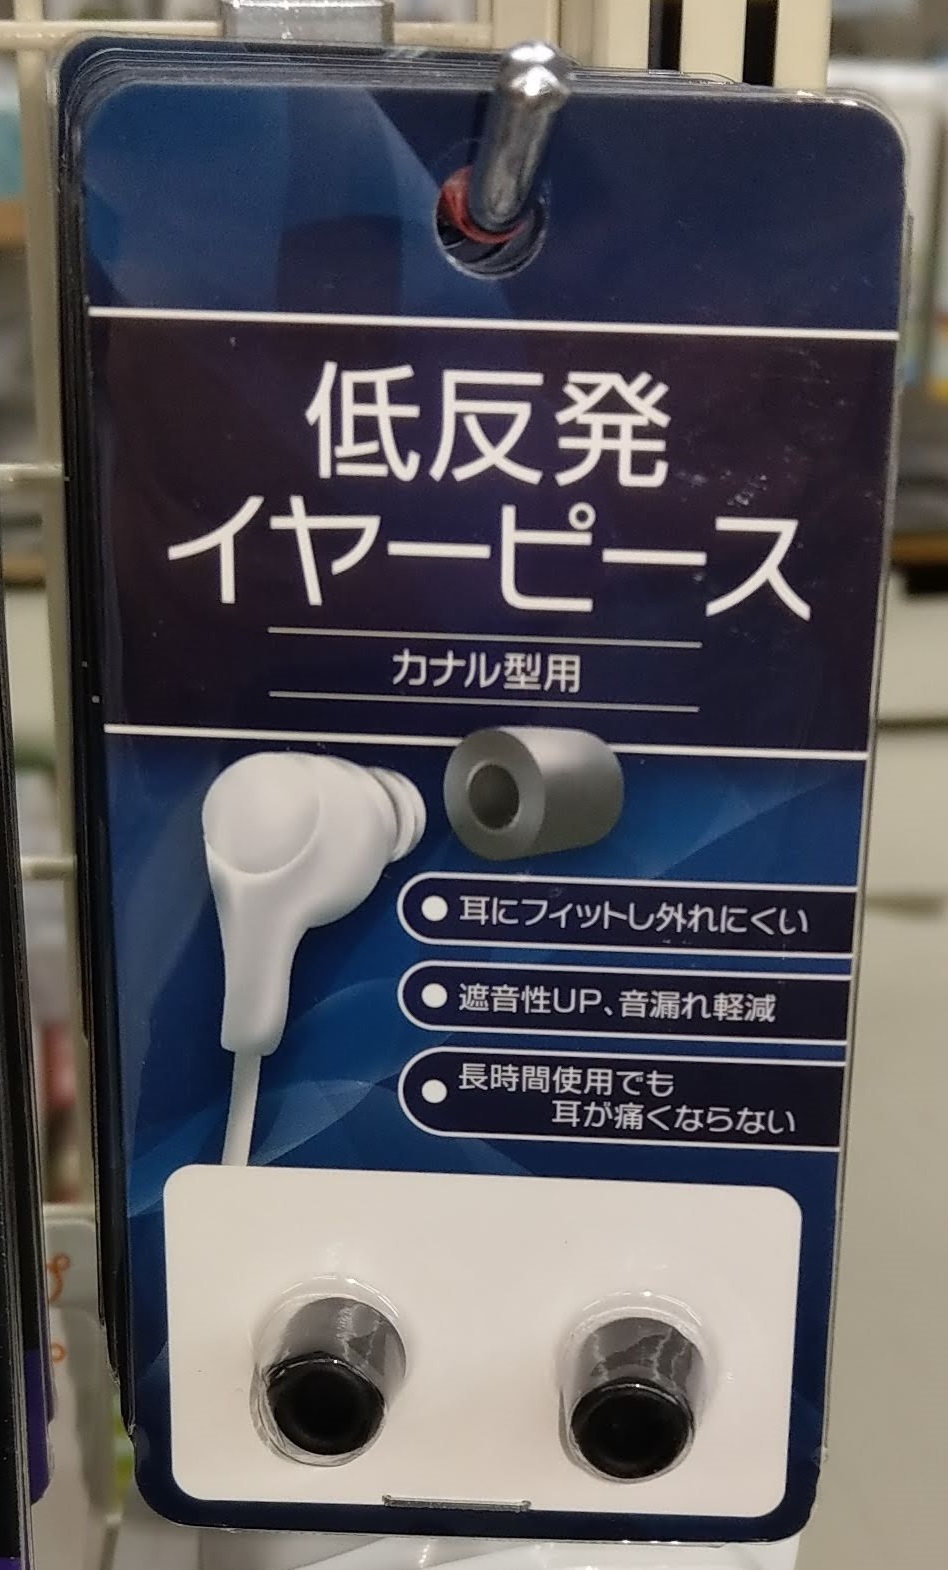 低反発
イヤーピース
カナル型用
●耳にフィットし外れにくい
●遮音性UP、音漏れ軽減
●長時間使用でも
耳が痛くならない